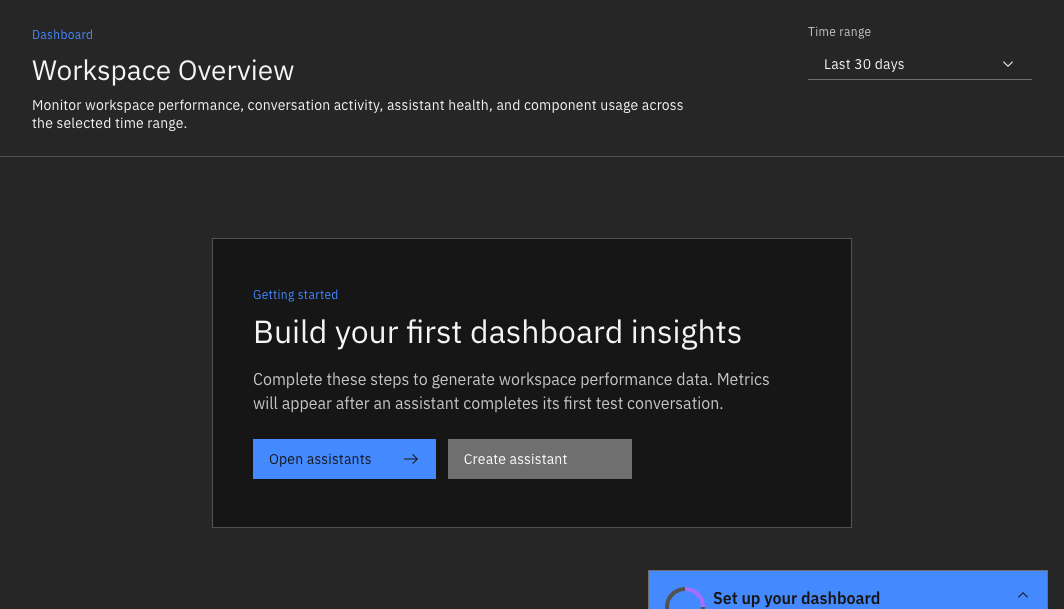 Dashboard
Workspace Overview
Monitor workspace performance, conversation activity, assistant health, and component usage across
the selected time range.
Time range
Last 30 days
Getting started
Build your first dashboard insights
Complete these steps to generate workspace performance data. Metrics
will appear after an assistant completes its first test conversation.
Open assistants
Create assistant
Set up your dashboard